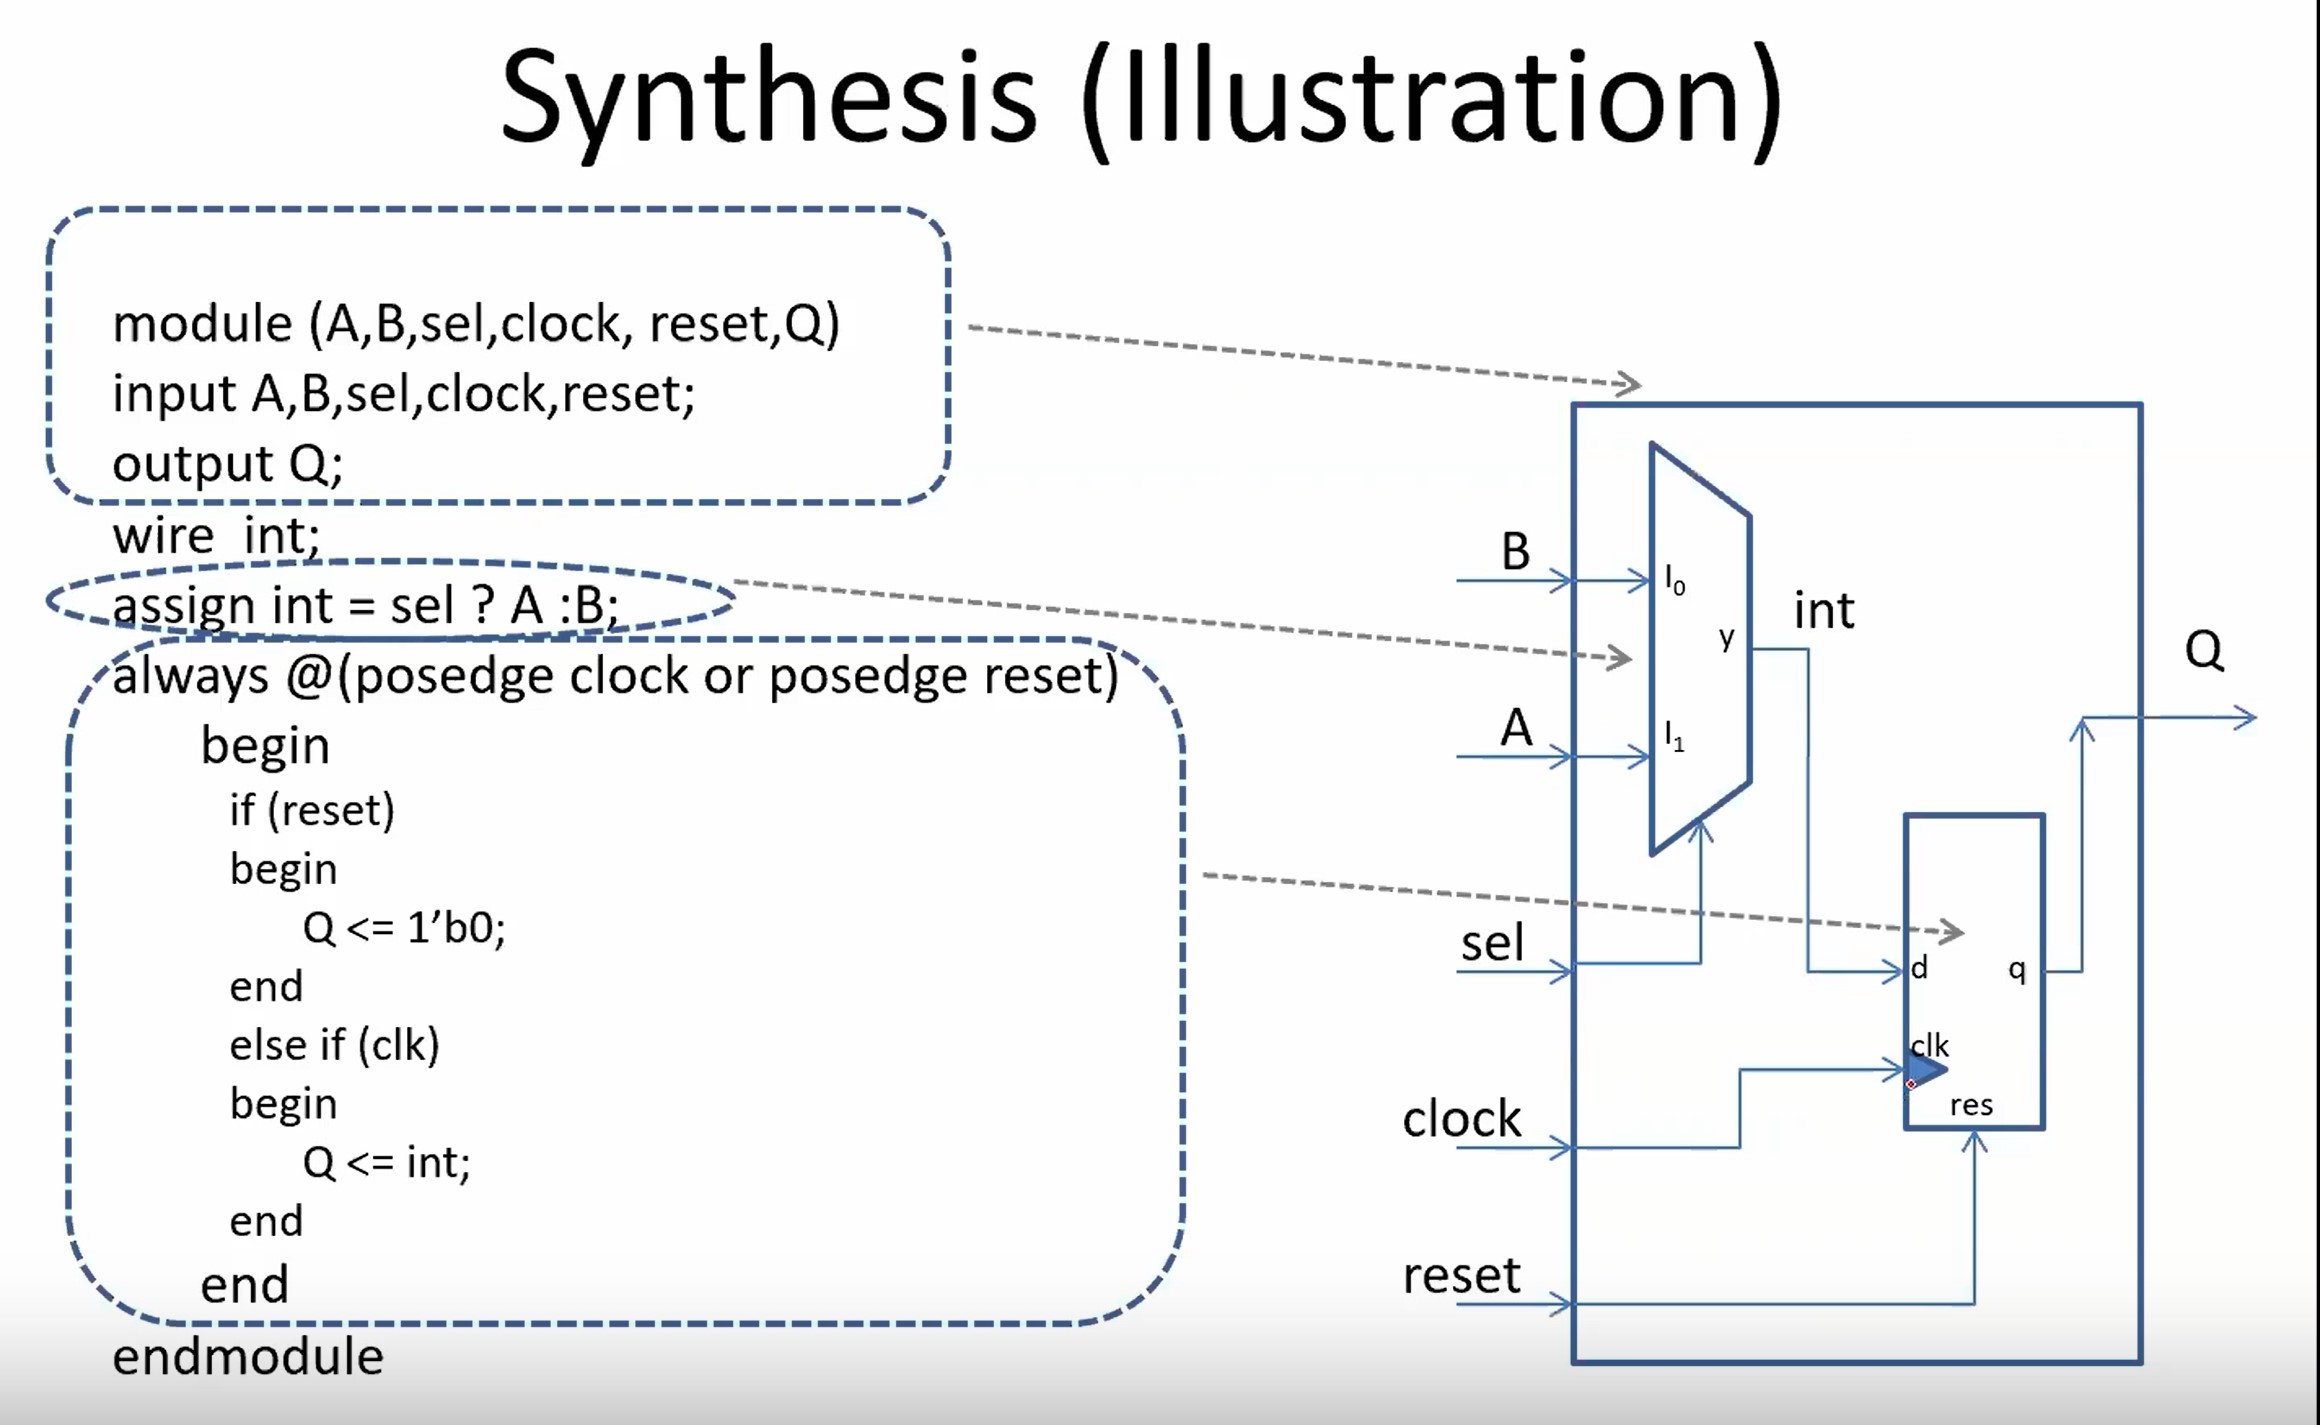 Synthesis (Illustration)
module (A,B,sel,clock, reset,Q)
input A,B,sel,clock,reset;
output Q;
wire int;
assign int = sel ? A :B;
always @(posedge clock or posedge reset)
begin
if (reset)
begin
Q <= 1’b0;
end
else if (clk)
begin
Q <= int;
end
end
endmodule
B
I0
int
y
Q
A
I1
sel
d
q
clk
clock
res
reset